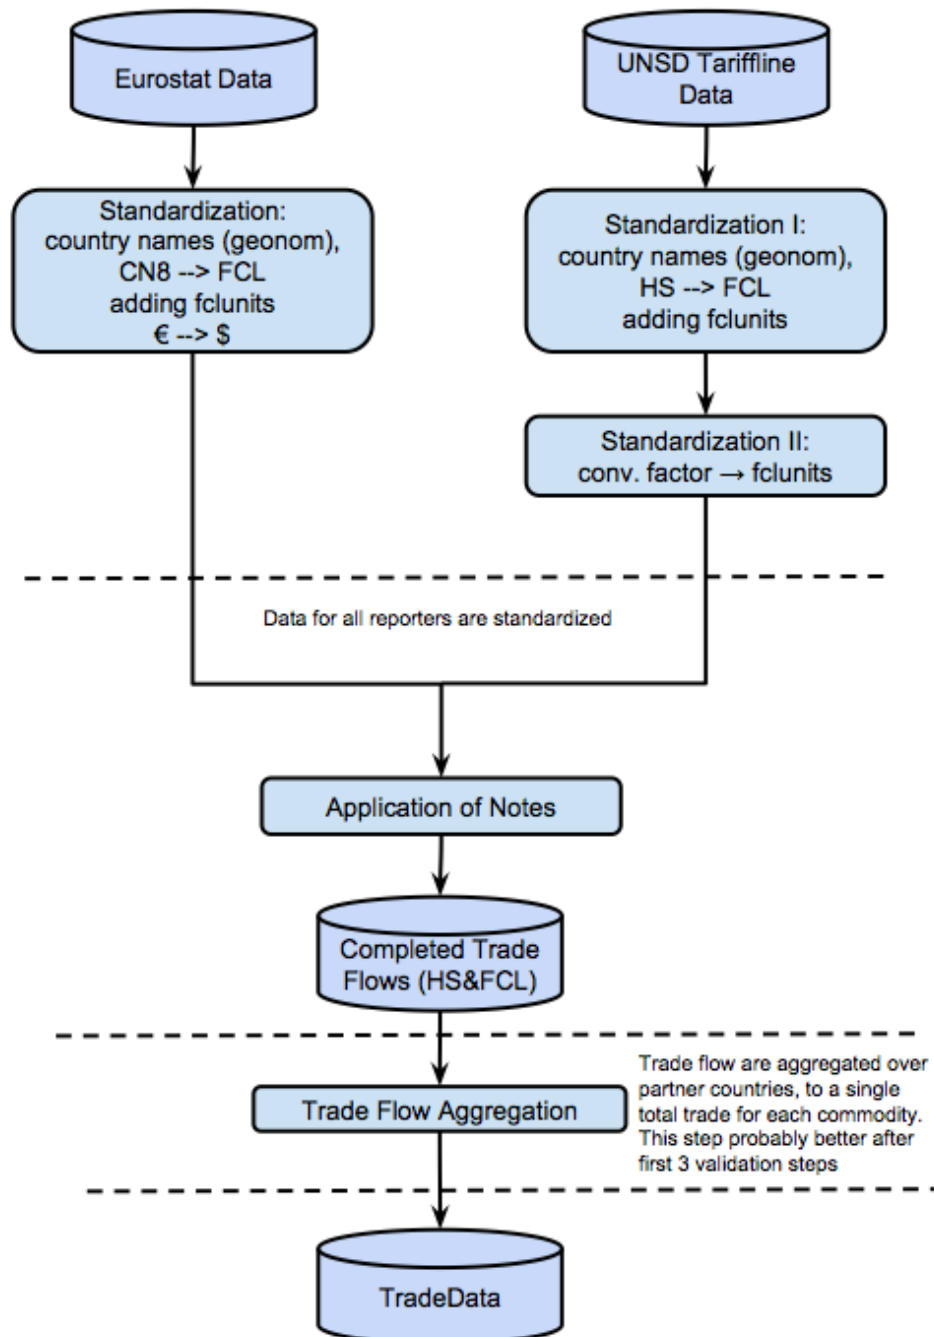 Eurostat Data
UNSD Tariffline
Data
Standardization:
country names (geonom),
CN8 --> FCL
adding fclunits
€ --> $
Standardization I:
country names (geonom),
HS --> FCL
adding fclunits
Standardization II:
conv. factor → fclunits
Data for all reporters are standardized
Application of Notes
Completed Trade
Flows (HS&FCL)
Trade Flow Aggregation
Trade flow are aggregated over
partner countries, to a single
total trade for each commodity.
This step probably better after
first 3 validation steps
TradeData